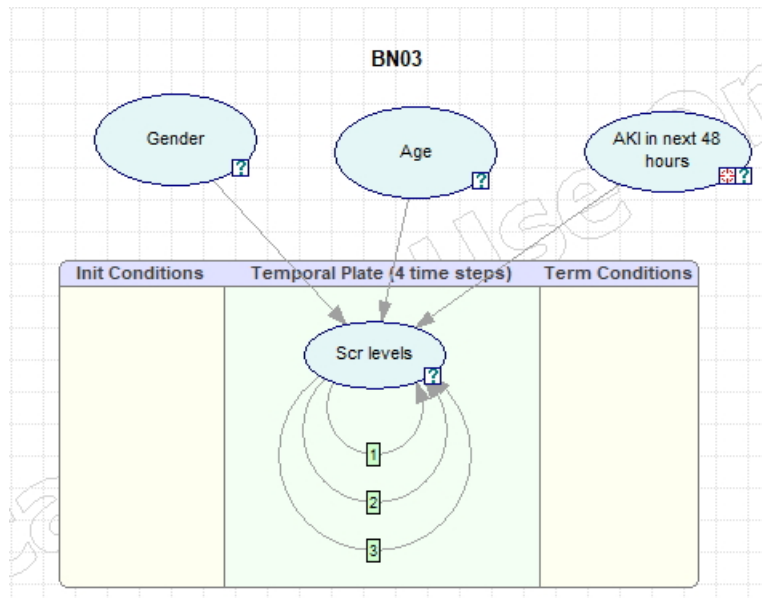 BN03
Gender
Age
AKI in next 48
hours
?
?
?
Init Conditions
Temporal Plate (4 time steps)
Term Conditions
Scr levels
?
1
2
3